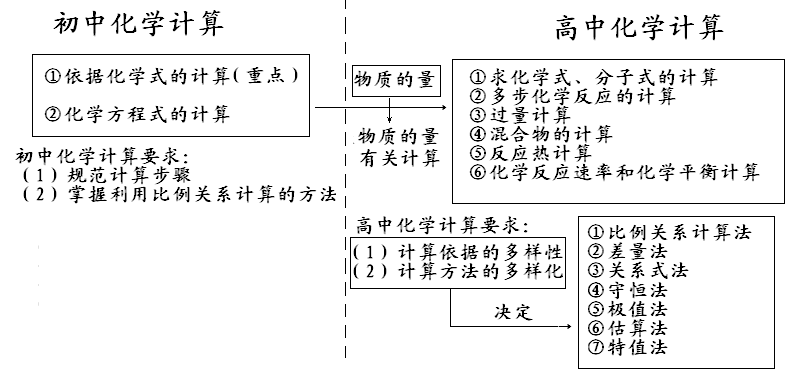 初中化学计算
高中化学计算
①依据化学式的计算(重点)
②化学方程式的计算
物质的量
物质的量
有关计算
①求化学式、分子式的计算
②多步化学反应的计算
③过量计算
④混合物的计算
⑤反应热计算
⑥化学反应速率和化学平衡计算
初中化学计算要求:
(1)规范计算步骤
(2)掌握利用比例关系计算的方法
高中化学计算要求:
(1)计算依据的多样性
(2)计算方法的多样化
决定
①比例关系计算法
②差量法
③关系式法
④守恒法
⑤极值法
⑥估算法
⑦特值法